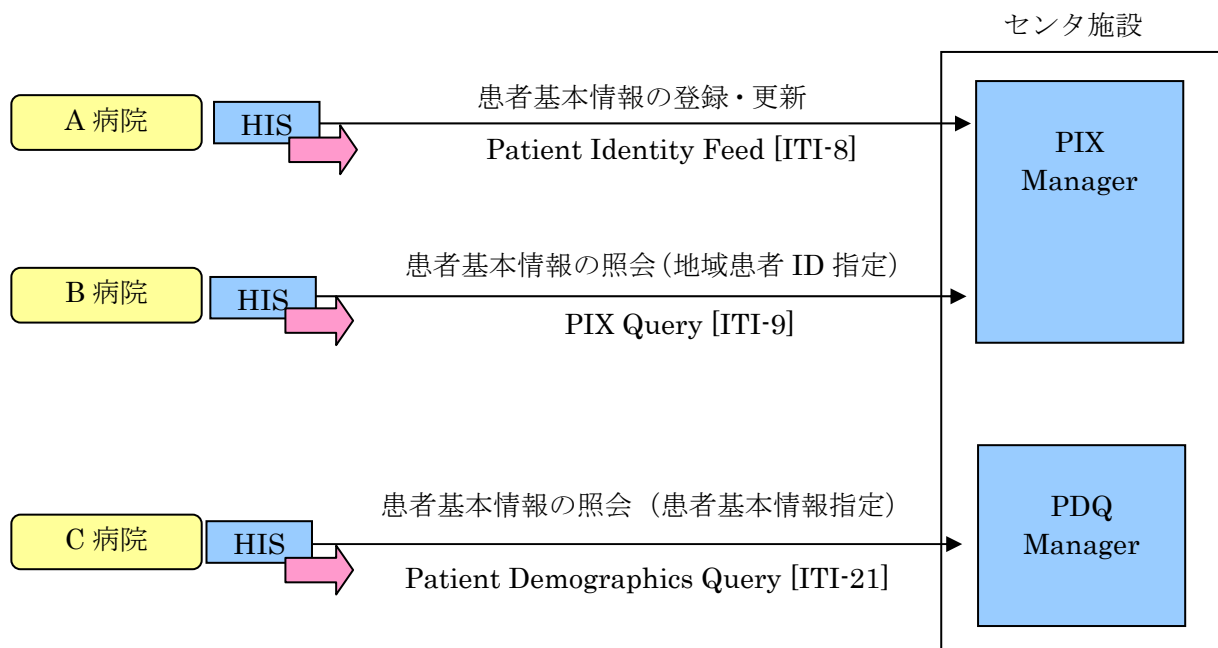 センタ施設
患者基本情報の登録・更新
A 病院
HIS
Patient Identity Feed [ITI-8]
PIX
Manager
患者基本情報の照会（地域患者 ID 指定）
B 病院
HIS
PIX Query [ITI-9]
患者基本情報の照会（患者基本情報指定）
C 病院
HIS
Patient Demographics Query [ITI-21]
PDQ
Manager